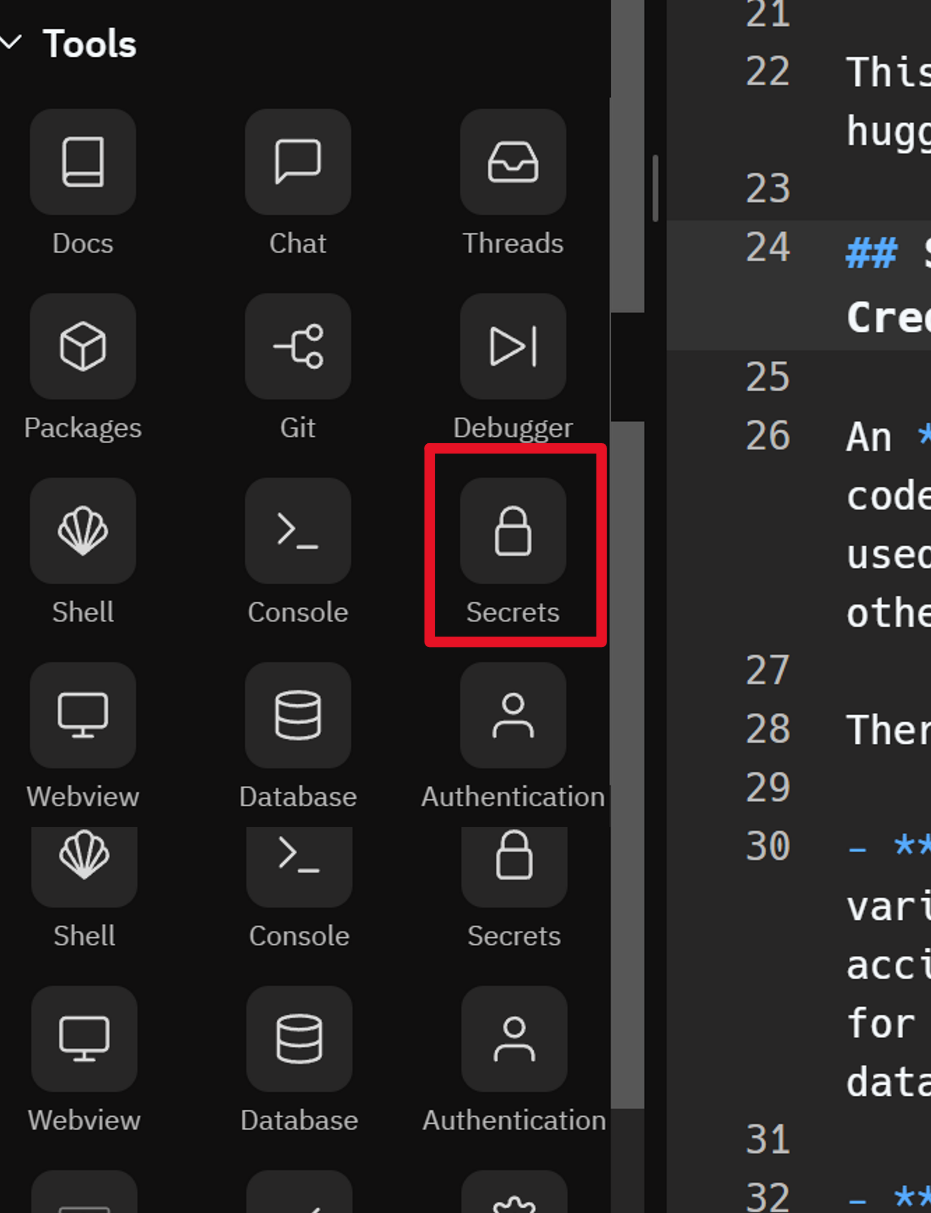 Tools
Docs Chat Threads
Packages Git Debugger
Shell Console Secrets
Webview Database Authentication
Shell Console Secrets
Webview Database Authentication
21
22 This
hugg
23
24 ## S
Cred
25
26 An *
code
used
othe
27
28 Ther
29
30 - **
vari
acci
for
data
31
32 - **